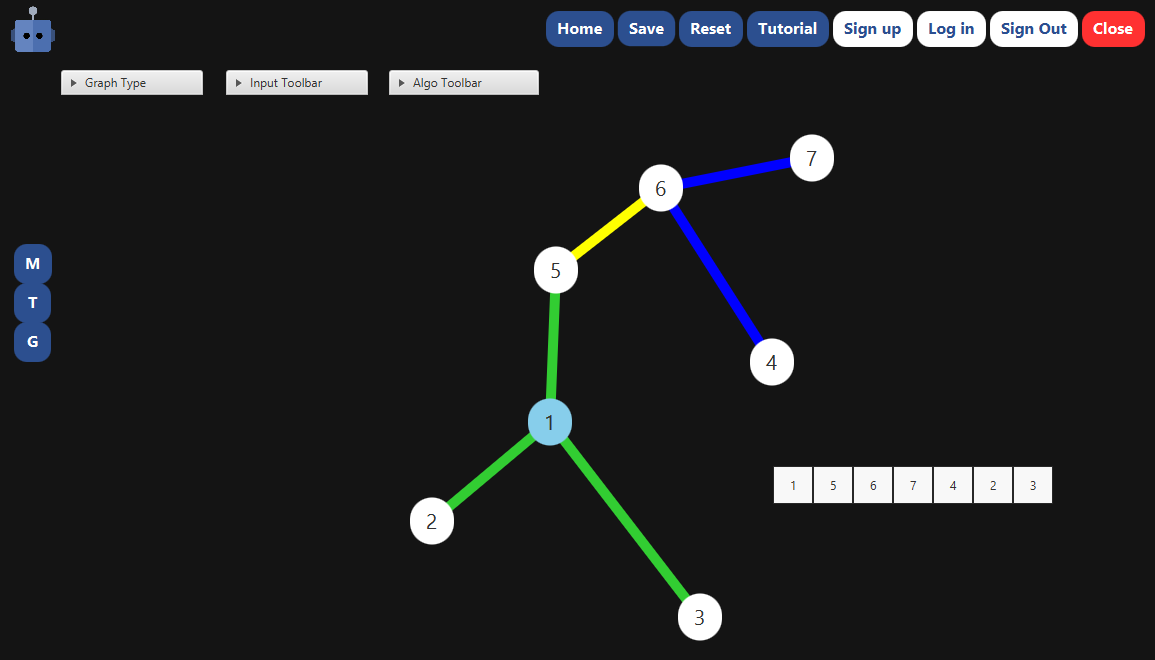 Home Save Reset Tutorial Sign up Log in Sign Out Close
Graph Type Input Toolbar Algo Toolbar
7
6
M
5
T
G
4
1
1 5 6 7 4 2 3
2
3